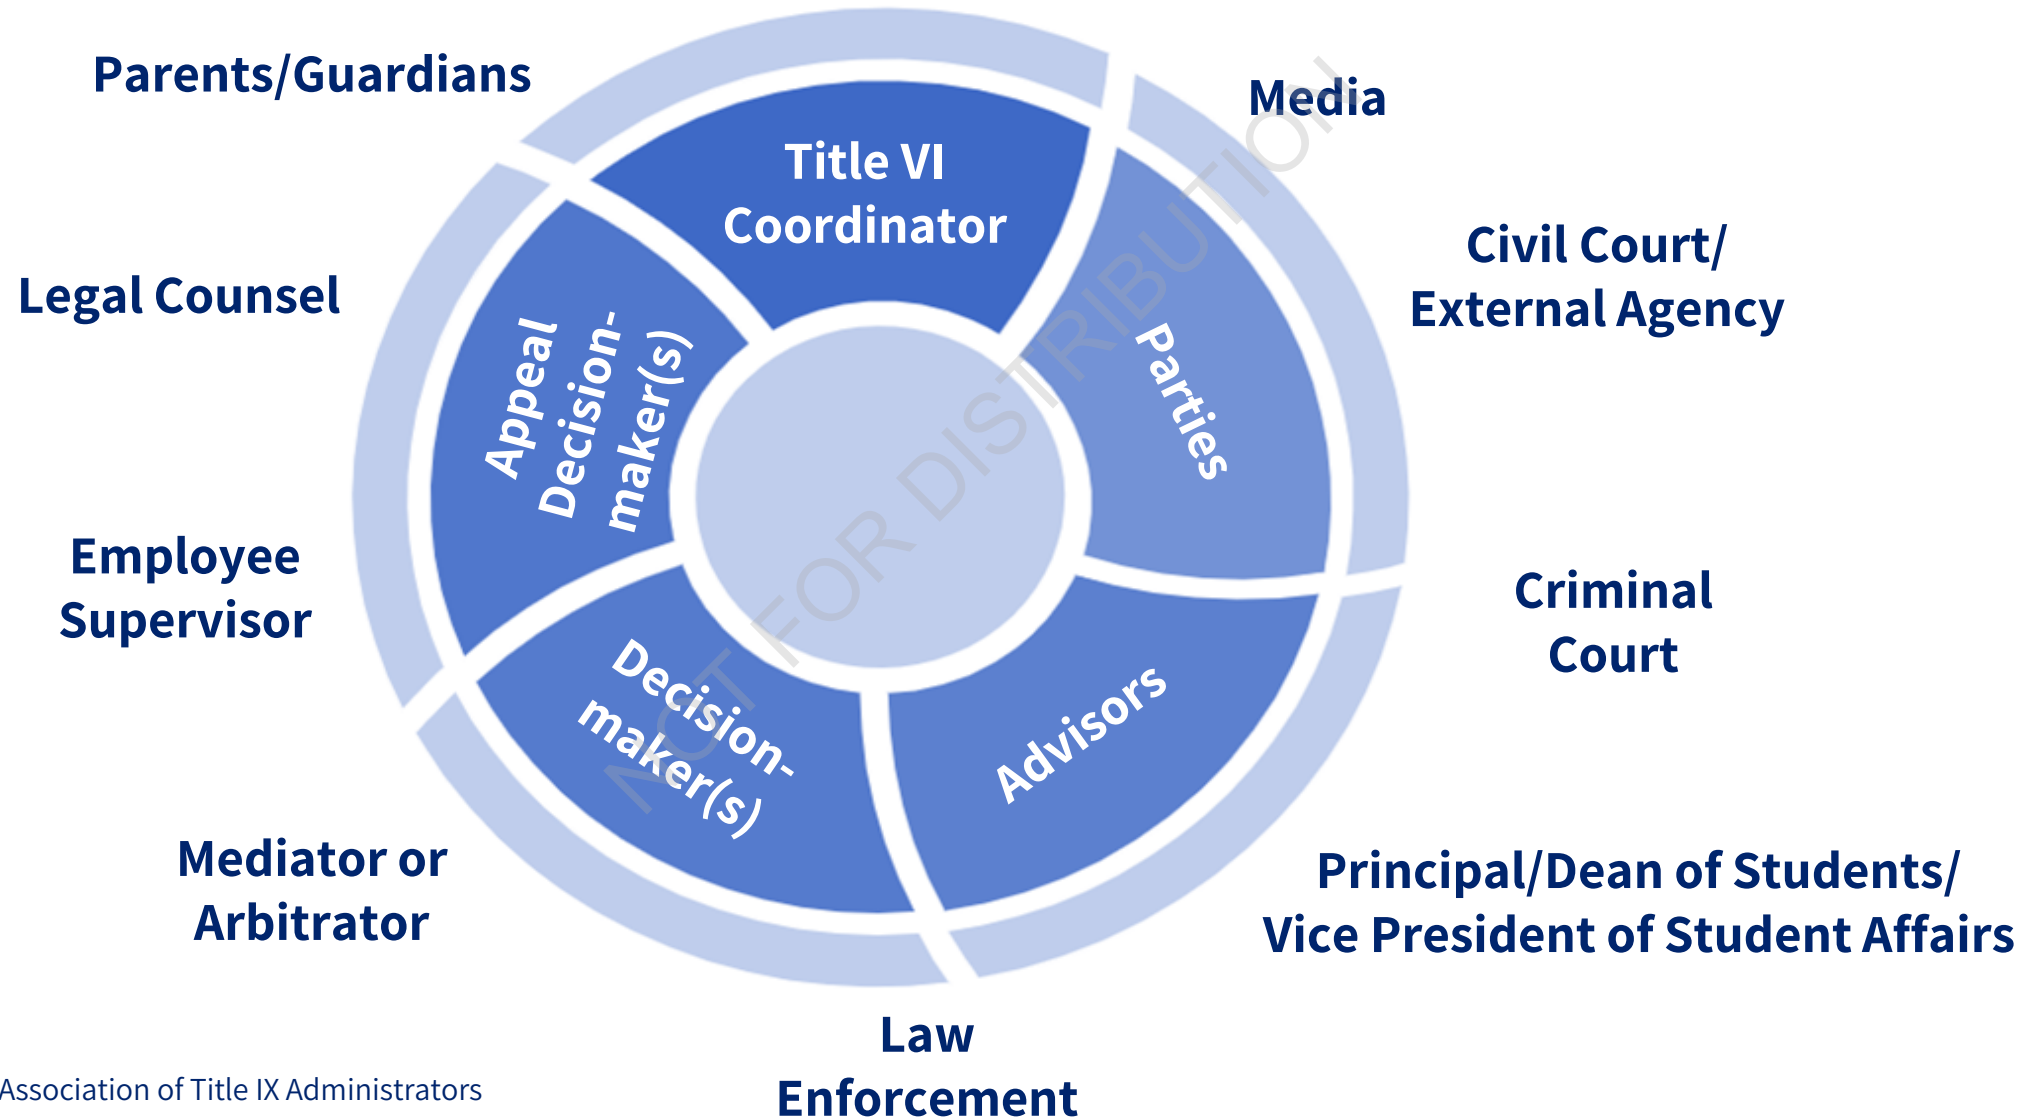 Parents/Guardians
Media
Title VI
Coordinator
Civil Court/
External Agency
Legal Counsel
Appeal
Decision-
maker(s)
Parties
Employee
Supervisor
Criminal
Court
Decision-
maker(s)
Advisors
Mediator or
Arbitrator
Principal/Dean of Students/
Vice President of Student Affairs
Law
Enforcement
Association of Title IX Administrators
NOT FOR DISTRIBUTION